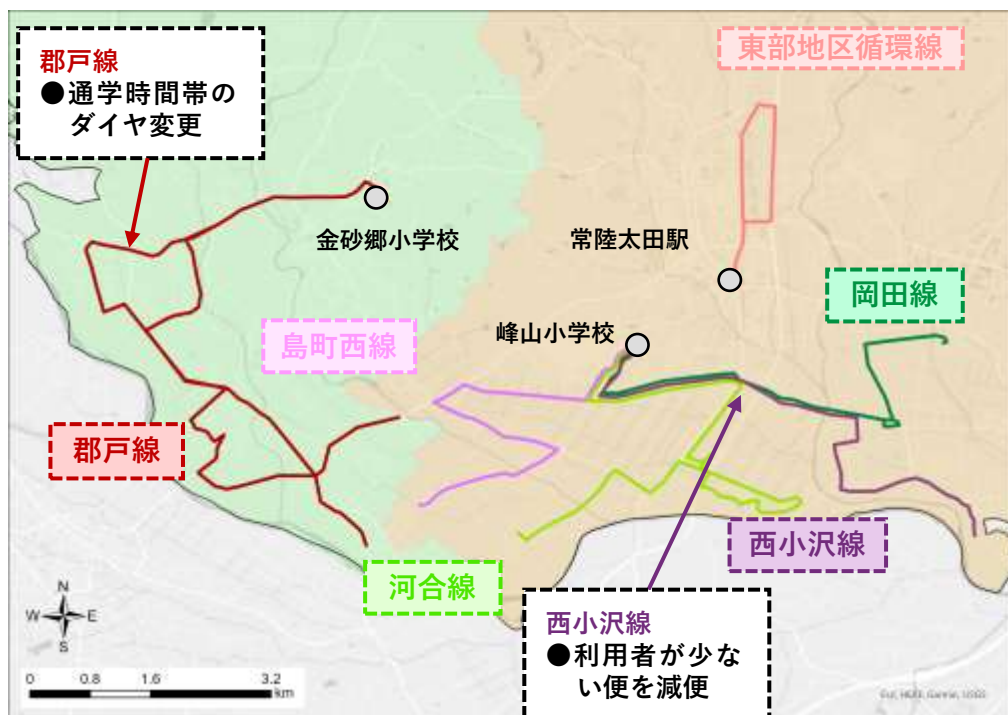 郡戸線
●通学時間帯の
ダイヤ変更
東部地区循環線
金砂郷小学校
常陸太田駅
岡田線
峰山小学校
島町西線
郡戸線
西小沢線
河合線
西小沢線
●利用者が少な
い便を減便
N
W E
S
0 0.8 1.6 3.2
km
Esri, HERE, Garmin, USGS